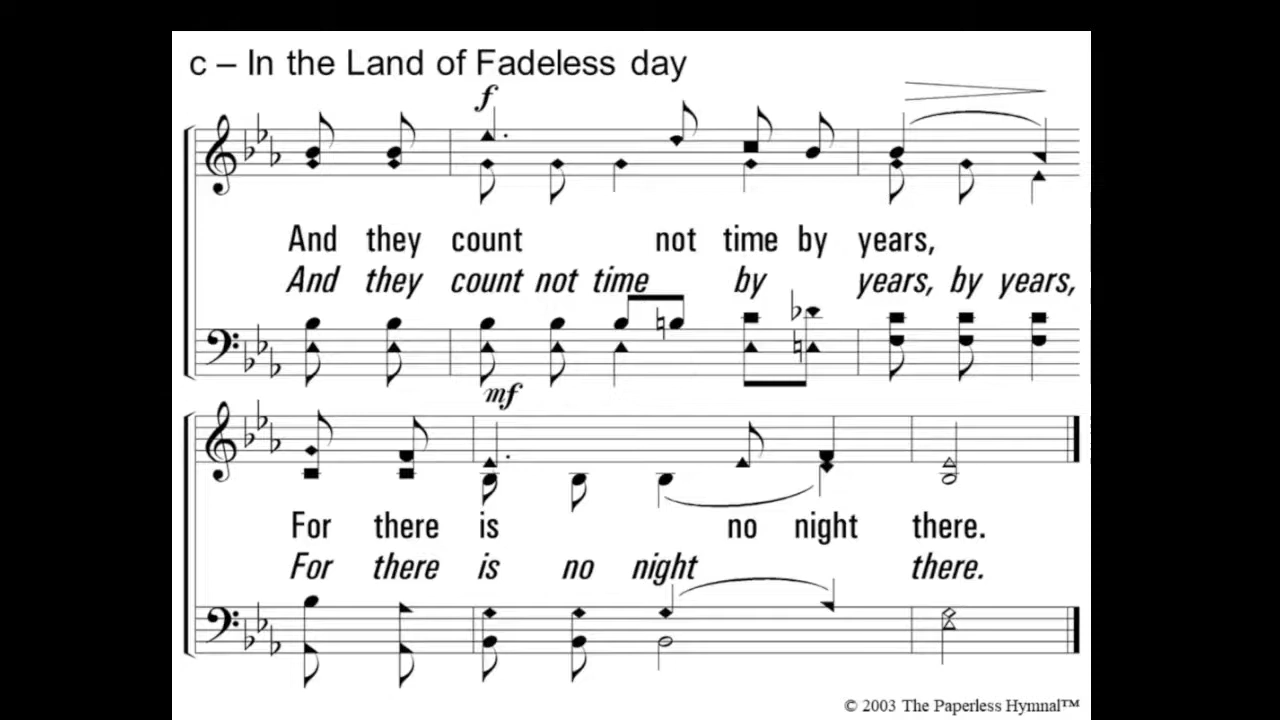 c – In the Land of Fadeless day
f
And they count not time by years,
And they count not time by years, by years,
mf
For there is no night there.
For there is no night there.
© 2003 The Paperless Hymnal™